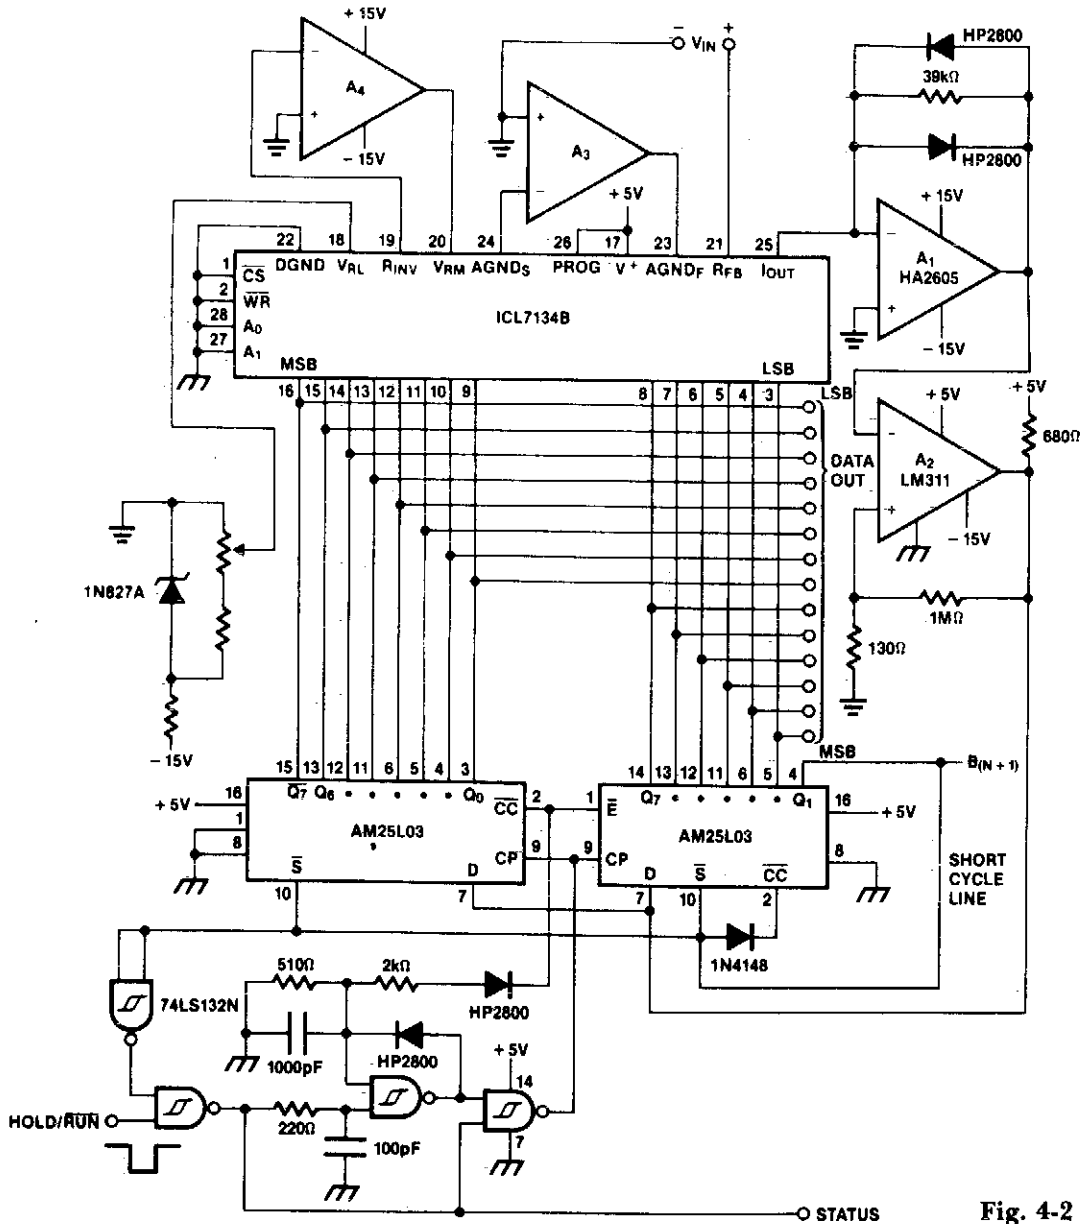 + 15V
A4
- 15V
- VIN +
A3
+ 5V
HP2800
39kΩ
HP2800
+ 15V
A1
HA2605
- 15V
22 18 19 20 24 26 17 23 21 25
DGND VRL RINV VRM AGNDS PROG V+ AGNDF RFB IOUT
1 CS
2 WR
28 A0
27 A1
ICL7134B
MSB
LSB
16 15 14 13 12 11 10 9 8 7 6 5 4 3
LSB
DATA
OUT
MSB
+ 5V
+ 5V
680Ω
A2
LM311
- 15V
1MΩ
130Ω
1N827A
- 15V
15 13 12 11 6 5 4 3
Q7 Q6 Q0
+ 5V
16
1
8
AM25L03
CC 2
CP 9
S
D
10
7
14 13 12 11 6 5 4
Q7 Q1
1 E
9 CP
AM25L03
D S CC
7 10 2
16
+ 5V
8
B(N + 1)
SHORT
CYCLE
LINE
1N4148
74LS132N
510Ω
2kΩ
HP2800
1000pF
HP2800
+ 5V
14
7
HOLD/RUN
220Ω
100pF
STATUS
Fig. 4-2